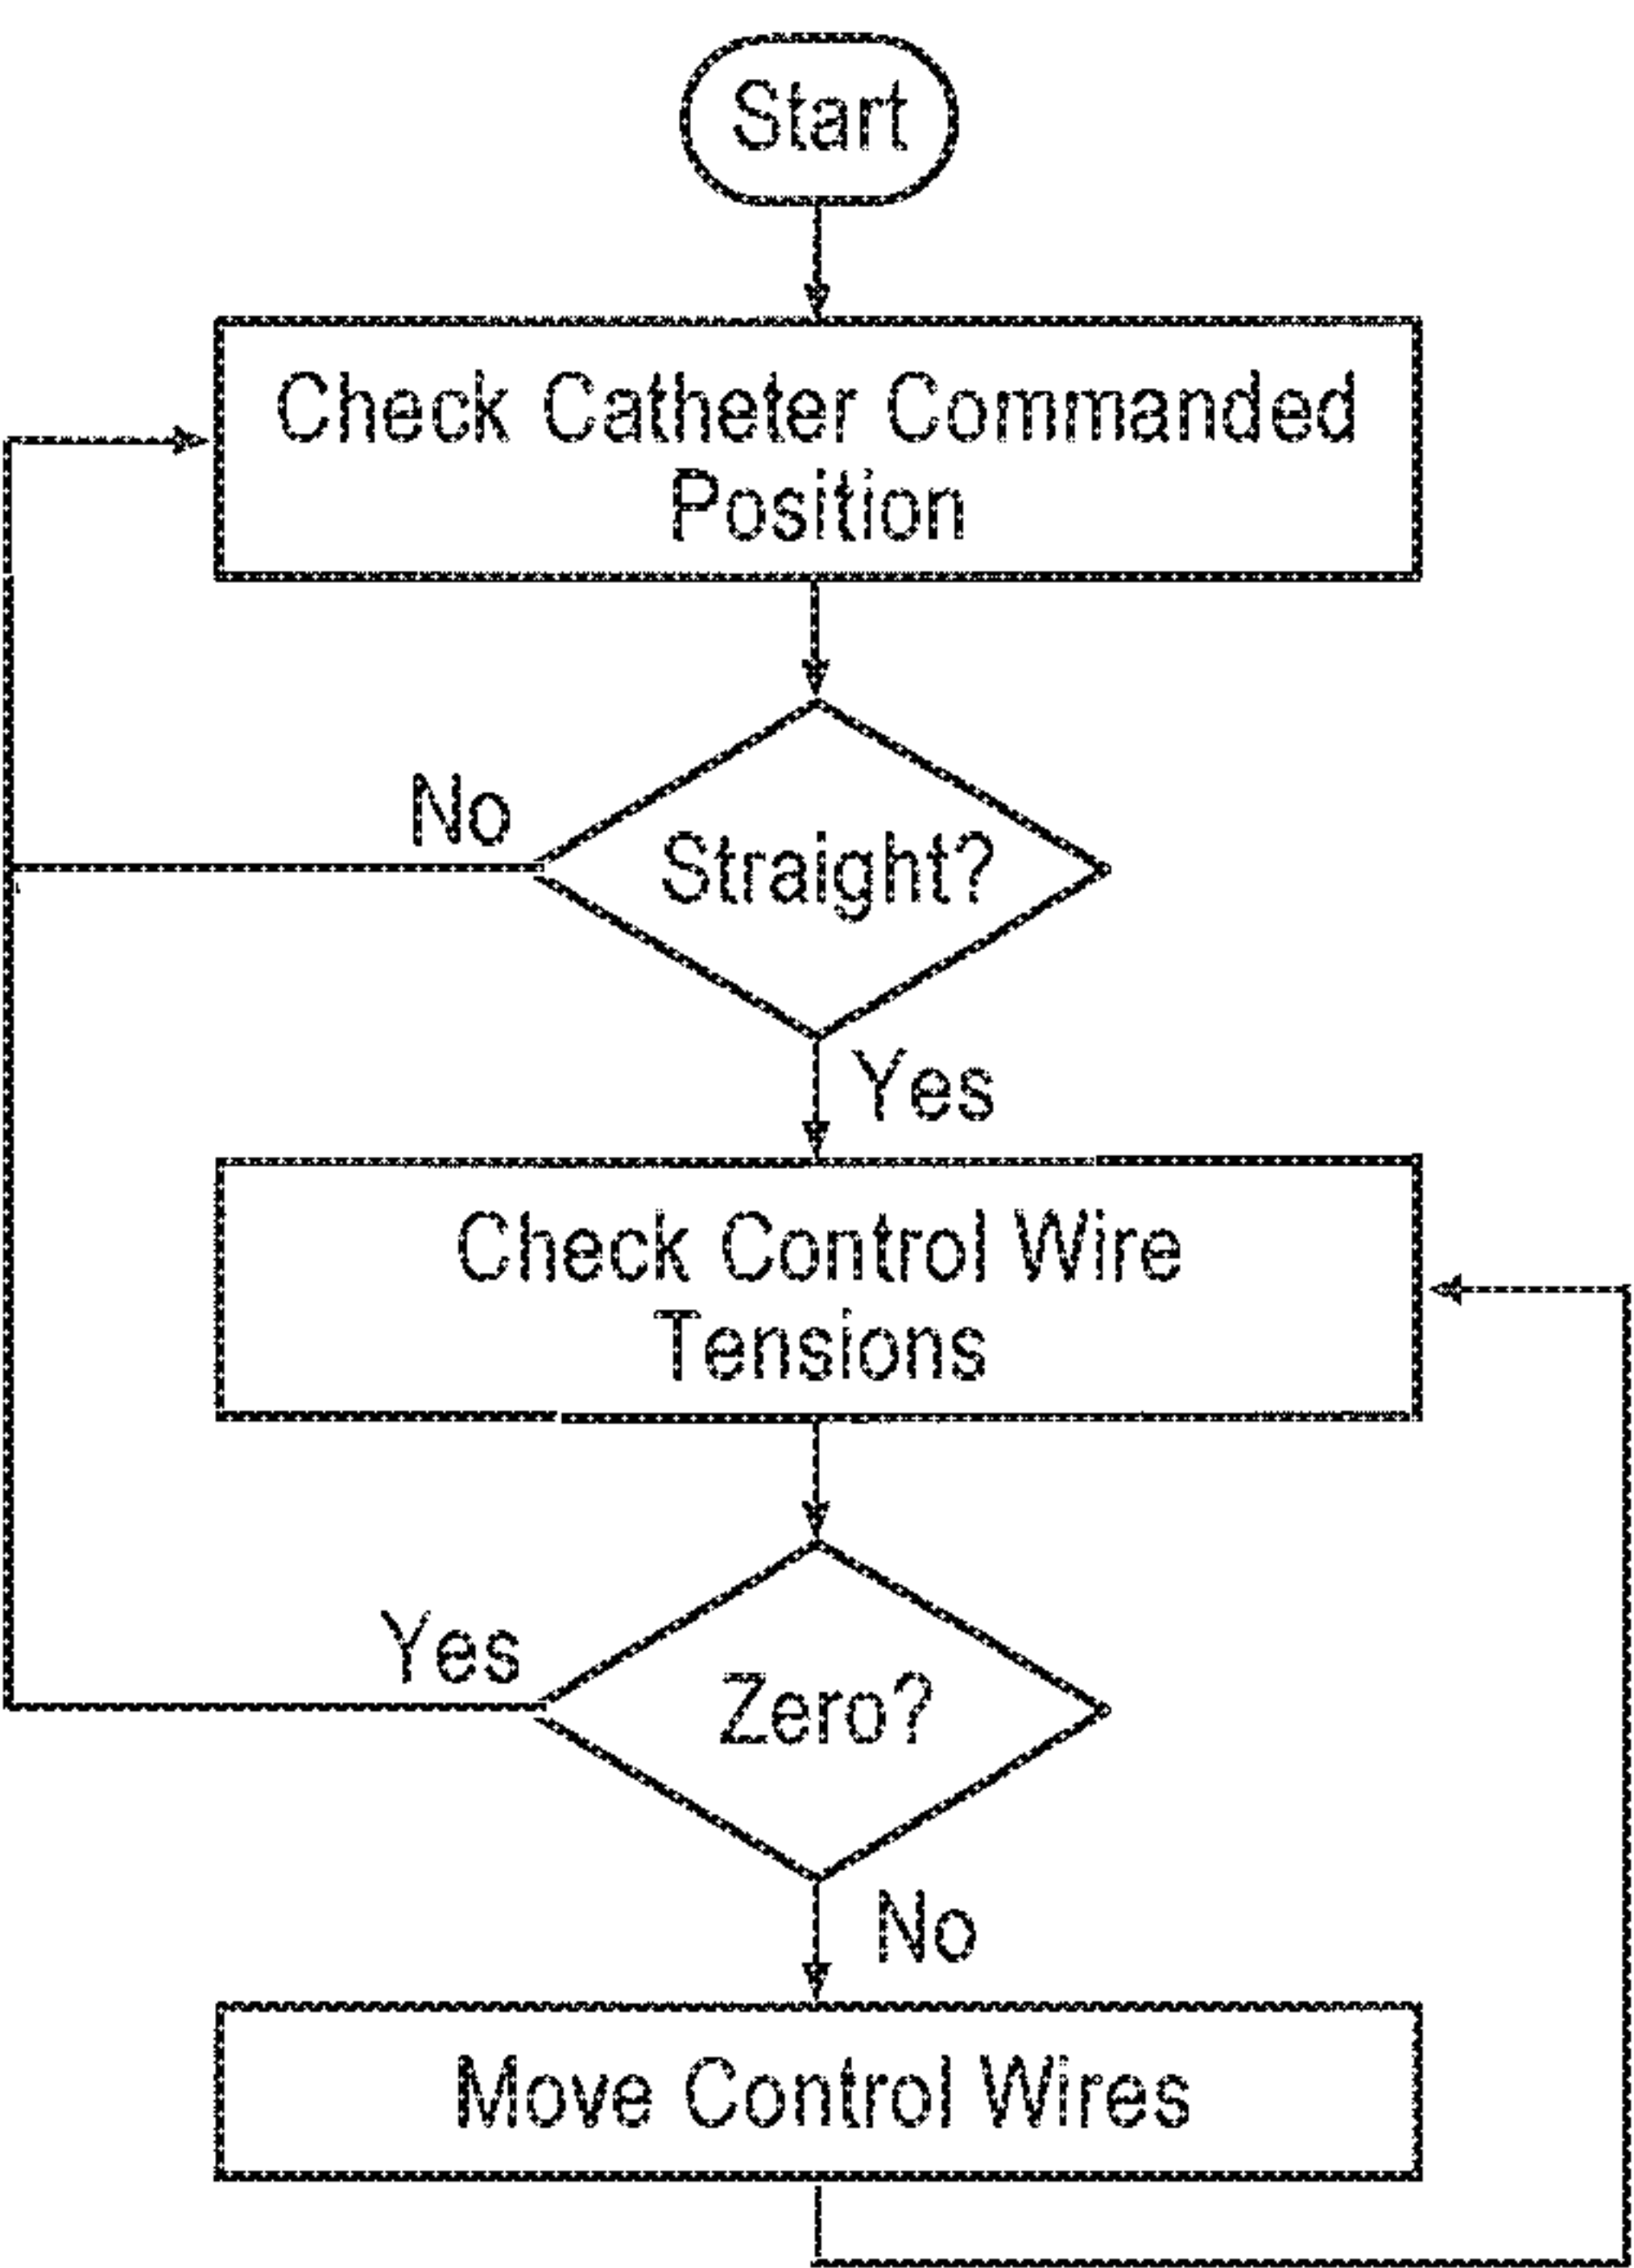 Start
Check Catheter Commanded
Position
No
Straight?
Yes
Check Control Wire
Tensions
Yes
Zero?
No
Move Control Wires